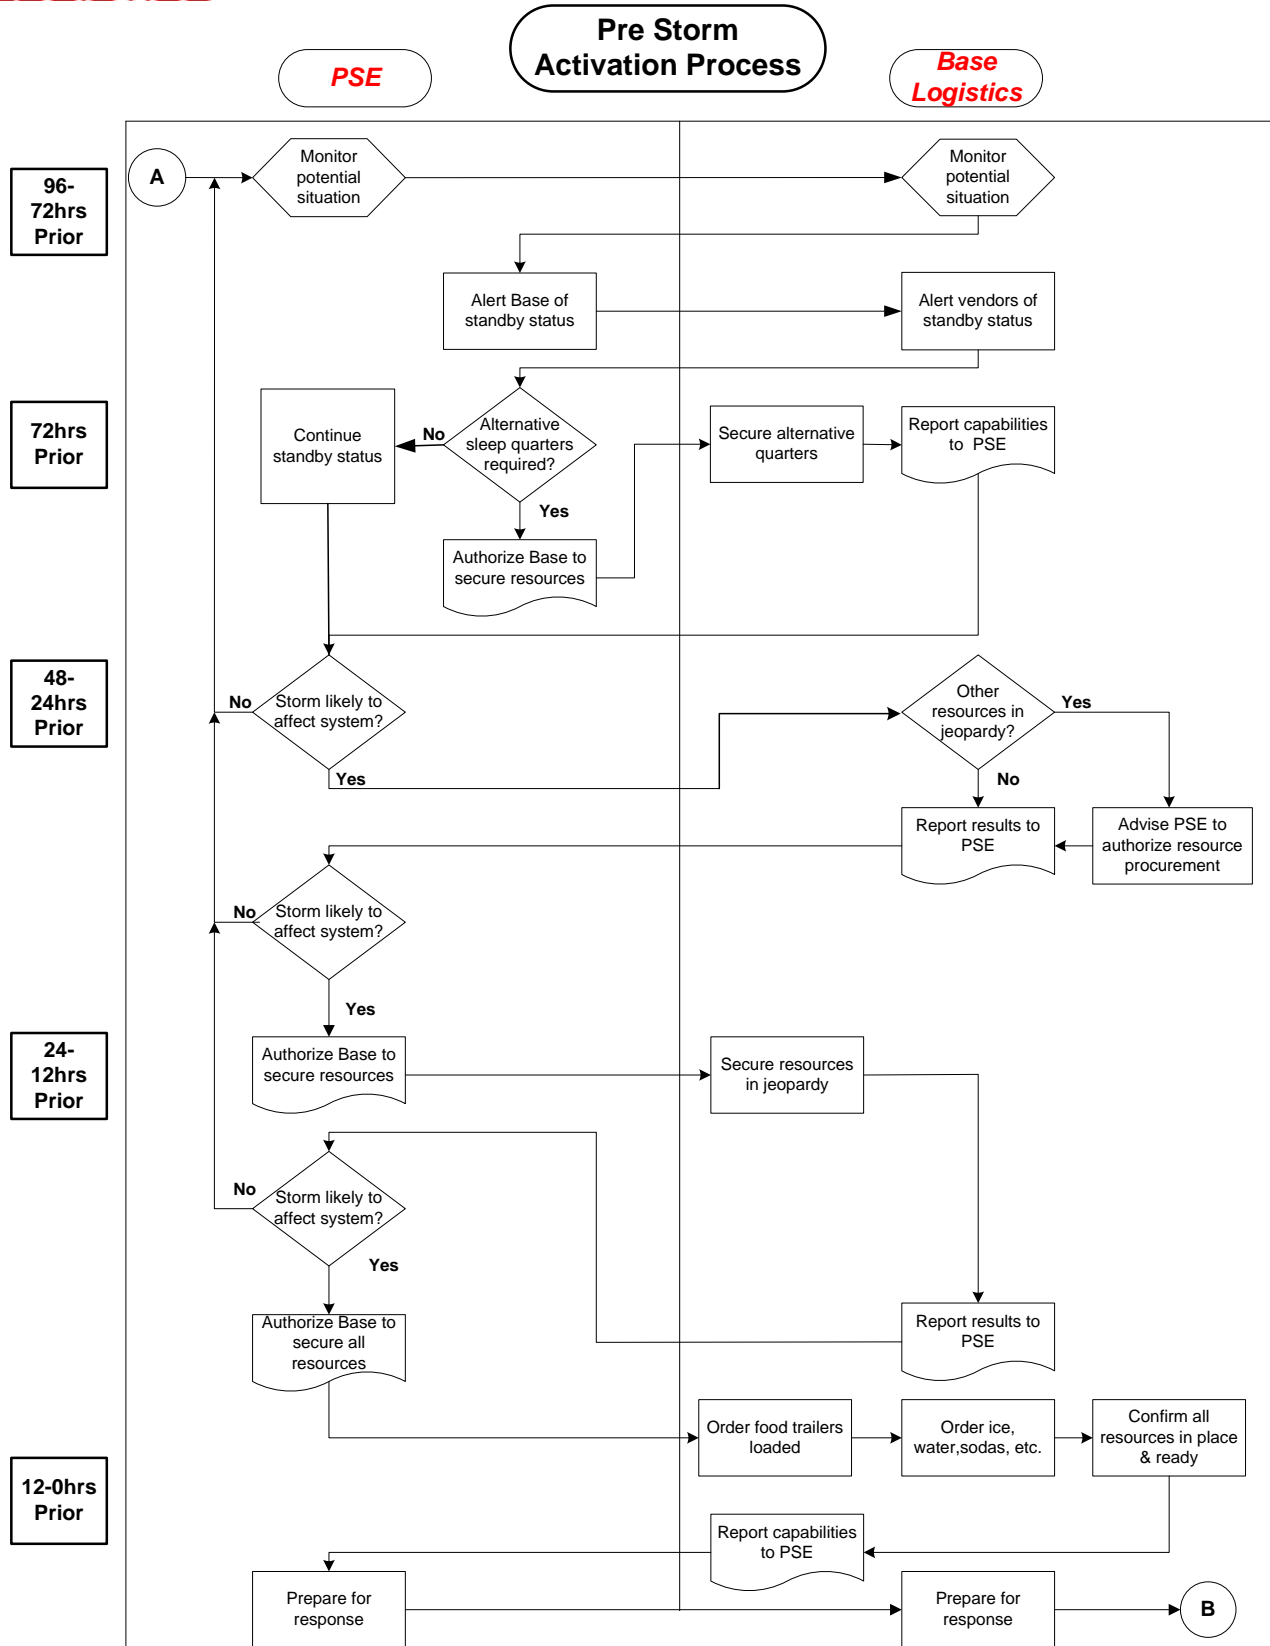 Pre Storm
Activation Process
PSE
Base
Logistics
96-
72hrs
Prior
A
Monitor
potential
situation
Monitor
potential
situation
Alert Base of
standby status
Alert vendors of
standby status
72hrs
Prior
Continue
standby status
No
Alternative
sleep quarters
required?
Yes
Secure alternative
quarters
Report capabilities
to PSE
Authorize Base to
secure resources
48-
24hrs
Prior
No
Storm likely to
affect system?
Yes
Other
resources in
jeopardy?
Yes
No
Report results to
PSE
Advise PSE to
authorize resource
procurement
No
Storm likely to
affect system?
Yes
24-
12hrs
Prior
Authorize Base to
secure resources
Secure resources
in jeopardy
No
Storm likely to
affect system?
Yes
Authorize Base to
secure all
resources
Report results to
PSE
Order food trailers
loaded
Order ice,
water,sodas, etc.
Confirm all
resources in place
& ready
12-0hrs
Prior
Report capabilities
to PSE
Prepare for
response
Prepare for
response
B